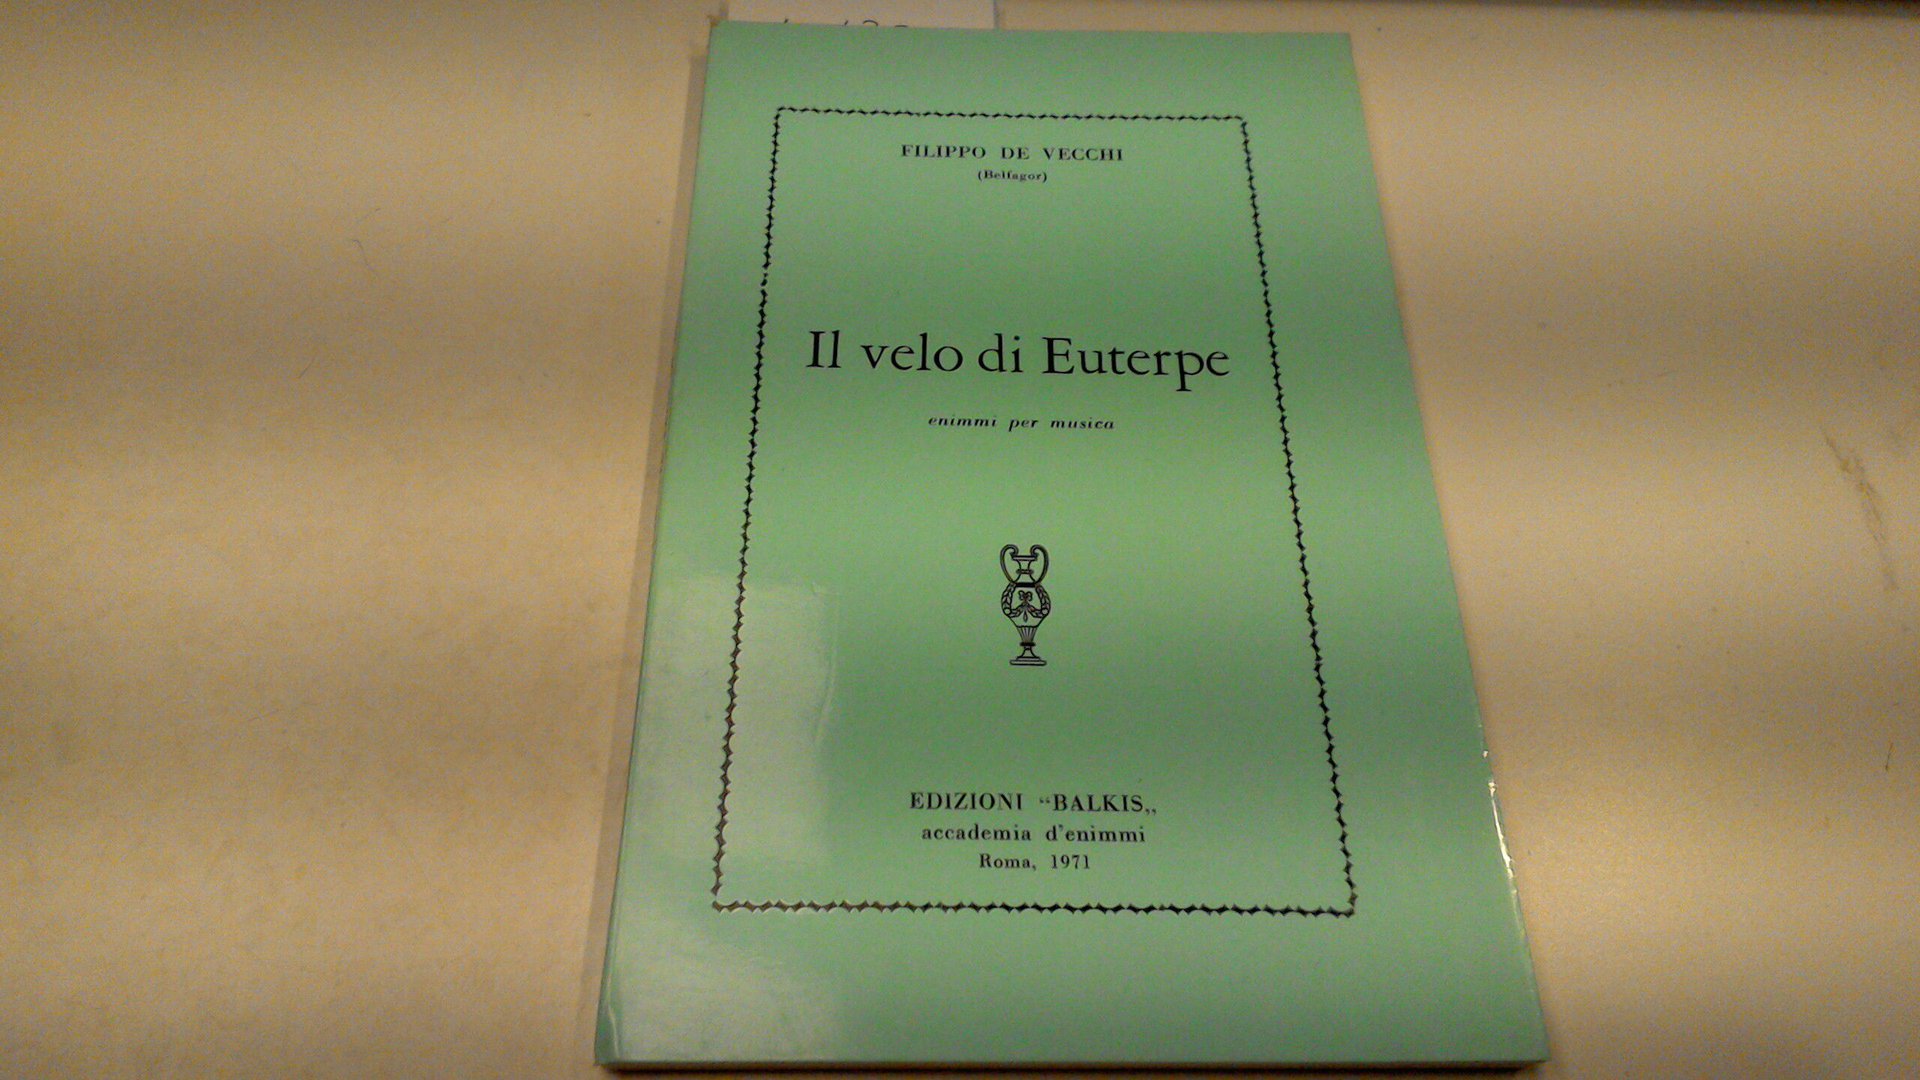 FILIPPO DE VECCHI
(Belfagor)
Il velo di Euterpe
enimmi per musica
EDIZIONI “BALKIS„
accademia d'enimmi
Roma, 1971